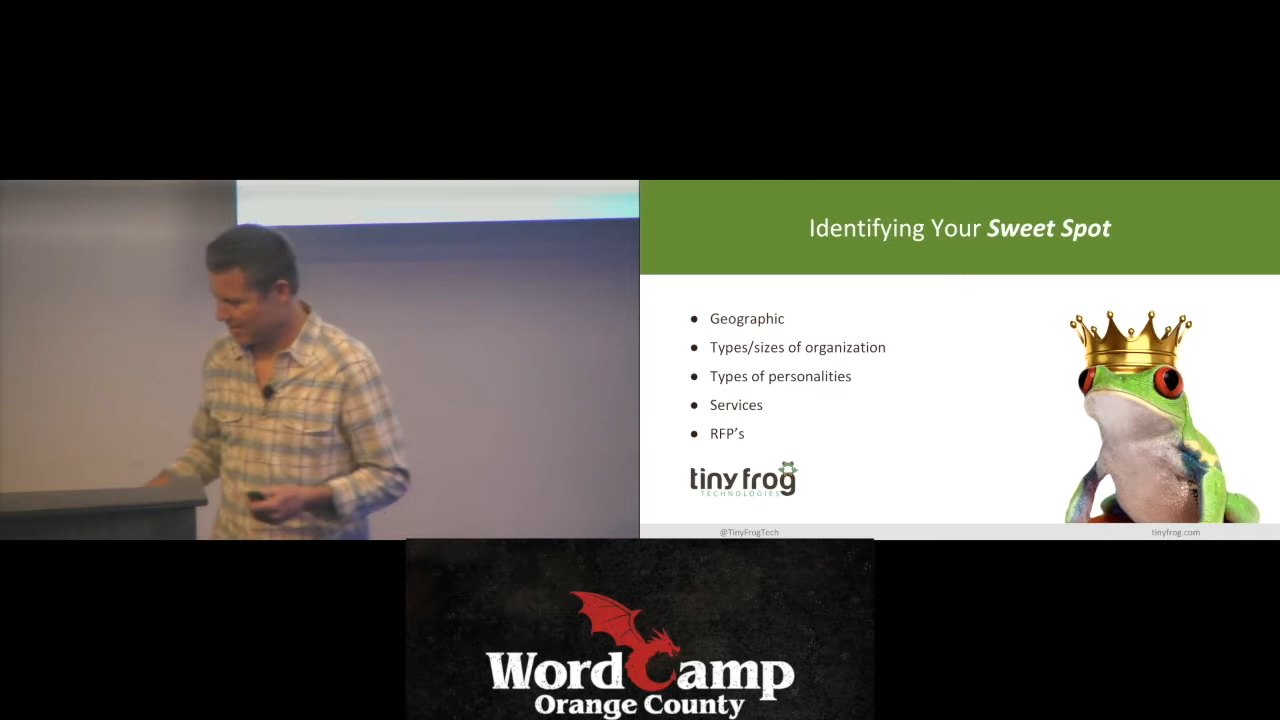 Identifying Your Sweet Spot
● Geographic
● Types/sizes of organization
● Types of personalities
● Services
● RFP's
tiny frog
TECHNOLOGIES
@TinyFrogTech
tinyfrog.com
WordCamp
Orange County